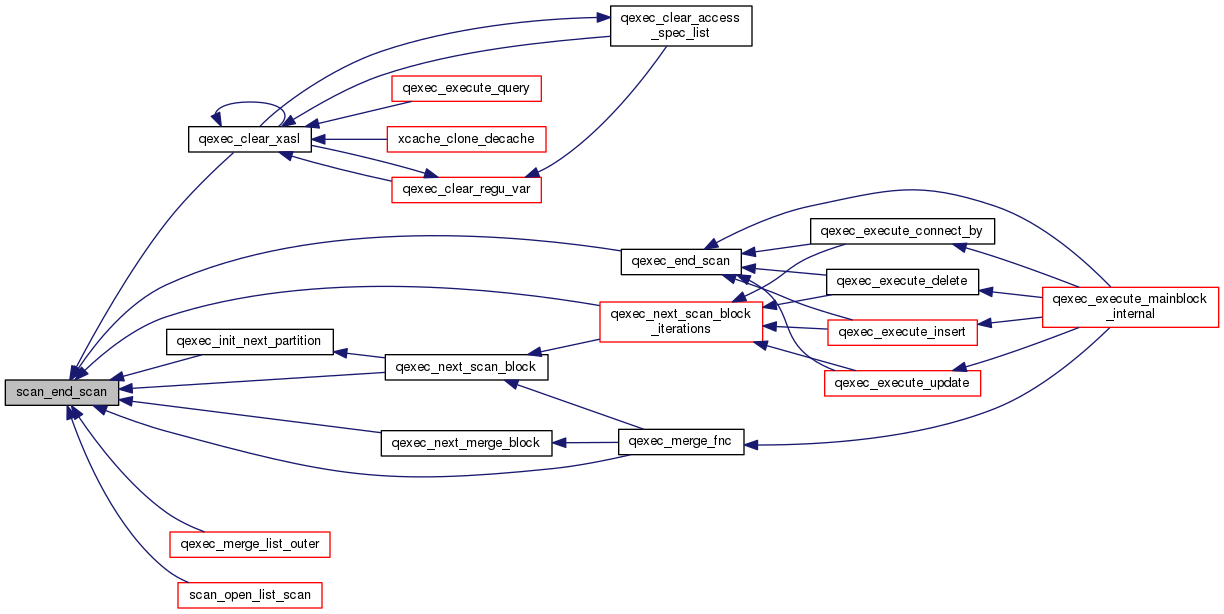 qexec_clear_access
_spec_list
qexec_execute_query
qexec_clear_xasl
xcache_clone_decache
qexec_clear_regu_var
qexec_execute_connect_by
qexec_end_scan
qexec_execute_delete
qexec_execute_mainblock
_internal
qexec_next_scan_block
_iterations
qexec_execute_insert
qexec_init_next_partition
qexec_next_scan_block
qexec_execute_update
scan_end_scan
qexec_next_merge_block
qexec_merge_fnc
qexec_merge_list_outer
scan_open_list_scan